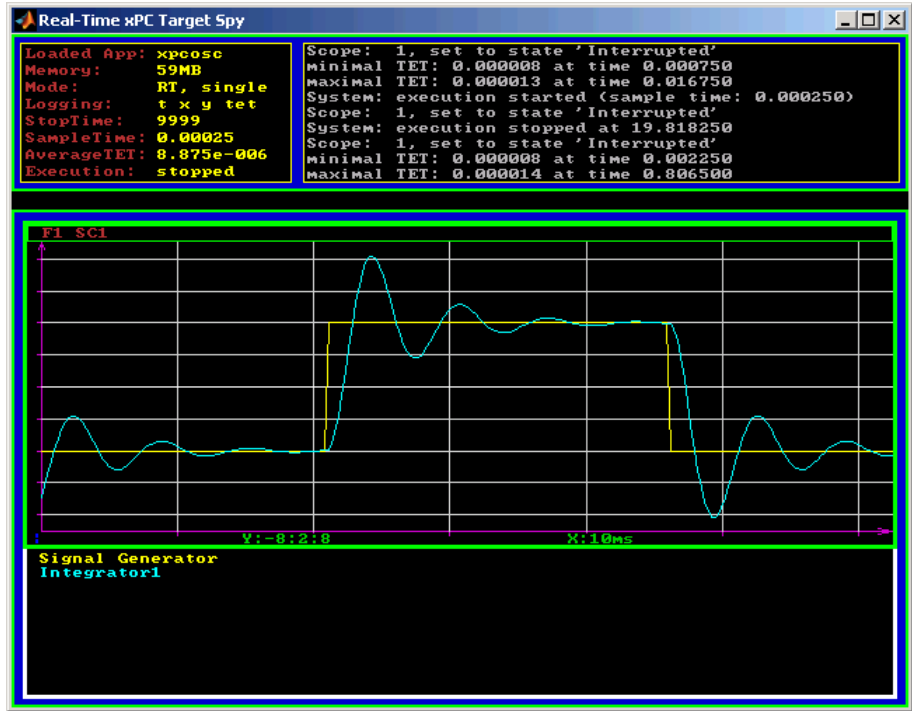 Real-Time xPC Target Spy
Loaded App: xpcosc
Memory: 59MB
Mode: RT, single
Logging: t x y tet
StopTime: 9999
SampleTime: 0.00025
AverageTET: 8.875e-006
Execution: stopped
Scope: 1, set to state 'Interrupted'
minimal TET: 0.000008 at time 0.000750
maximal TET: 0.000013 at time 0.016750
System: execution started (sample time: 0.000250)
Scope: 1, set to state 'Interrupted'
System: execution stopped at 19.818250
Scope: 1, set to state 'Interrupted'
minimal TET: 0.000008 at time 0.002250
maximal TET: 0.000014 at time 0.806500
F1 SC1
Y:-8:2:8 X:10ms
Signal Generator
Integrator1